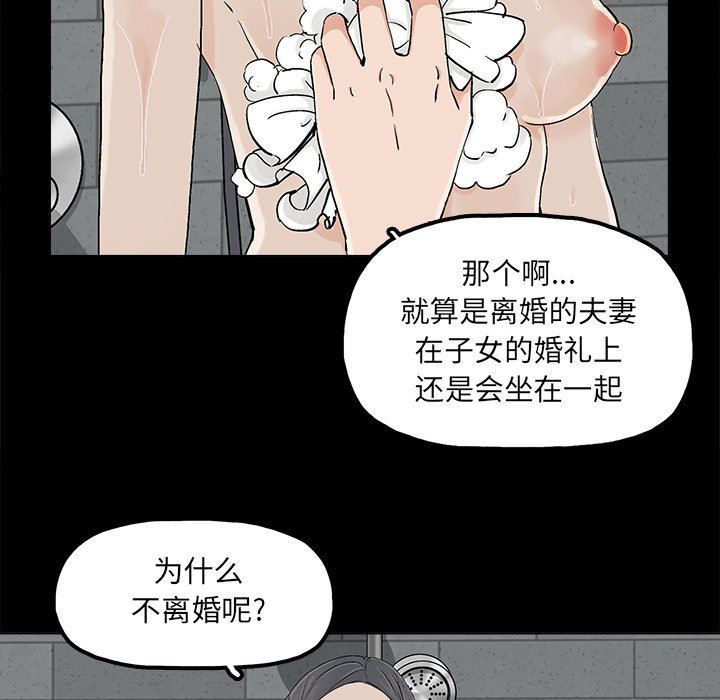 那个啊...
就算是离婚的夫妻
在子女的婚礼上
还是会坐在一起
为什么
不离婚呢?